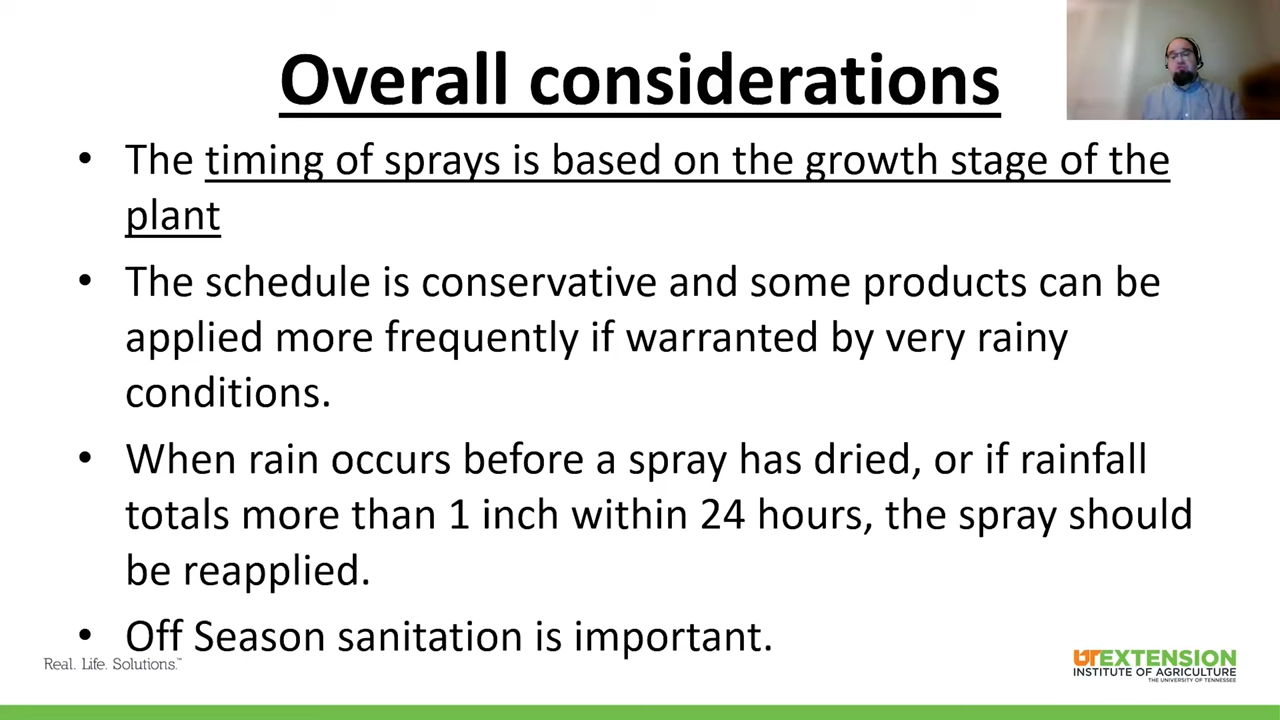 Overall considerations
• The timing of sprays is based on the growth stage of the
plant
• The schedule is conservative and some products can be
applied more frequently if warranted by very rainy
conditions.
• When rain occurs before a spray has dried, or if rainfall
totals more than 1 inch within 24 hours, the spray should
be reapplied.
• Off Season sanitation is important.
Real. Life. Solutions.™
UT EXTENSION
INSTITUTE OF AGRICULTURE
THE UNIVERSITY OF TENNESSEE